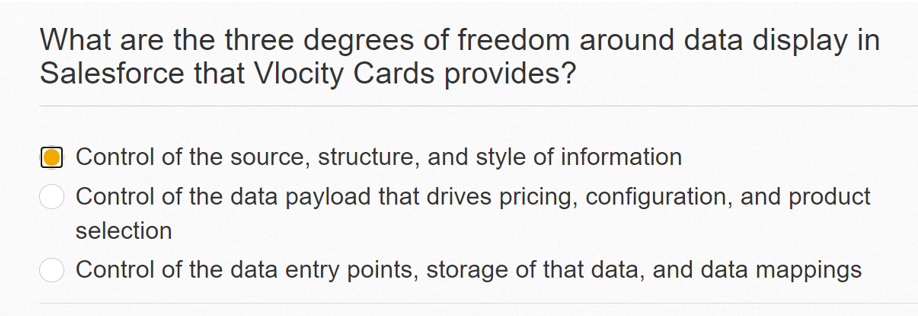 What are the three degrees of freedom around data display in
Salesforce that Vlocity Cards provides?
Control of the source, structure, and style of information
Control of the data payload that drives pricing, configuration, and product
selection
Control of the data entry points, storage of that data, and data mappings